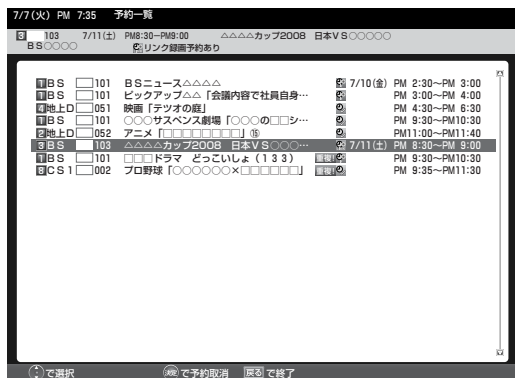 7/7(火) PM 7:35 予約一覧
3 103 7/11(土) PM8:30−PM9:00 △△△△カップ2008 日本VS○○○○○
BS○○○○ リンク録画予約あり
1BS 101 BSニュース△△△△ 7/10(金) PM 2:30〜PM 3:00
1BS 101 ピックアップ△△「会議内容で社員自身… PM 3:00〜PM 4:00
4地上D 051 映画「テツオの庭」 PM 4:30〜PM 6:30
1BS 101 ○○○サスペンス劇場「○○○の□□シ… PM 9:30〜PM10:30
2地上D 052 アニメ「□□□□□□□□」⑮ PM11:00〜PM11:40
3BS 103 △△△△カップ2008 日本VS○○○… 7/11(土) PM 8:30〜PM 9:00
1BS 101 □□□ドラマ どっこいしょ(133) 重複! PM 9:30〜PM10:30
8CS1 002 プロ野球「○○○○○○×□□□□□□」 重複! PM 9:35〜PM11:30
で選択 決定 で予約取消 戻る で終了